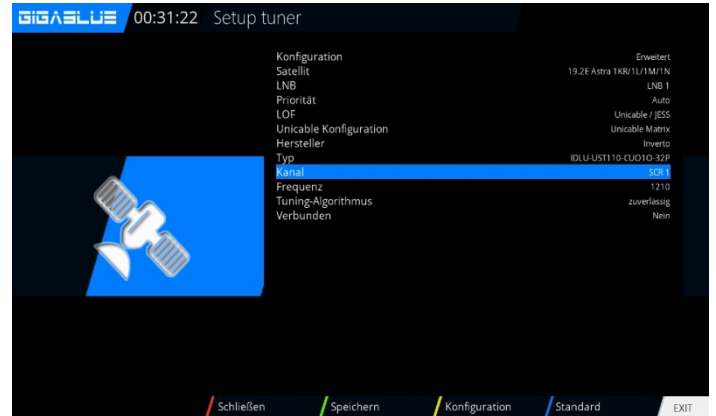 GIGABLUE 00:31:22 Setup tuner
Konfiguration Erweitert
Satellit 19.2E Astra 1KR/1L/1M/1N
LNB LNB 1
Priorität Auto
LOF Unicable / JESS
Unicable Konfiguration Unicable Matrix
Hersteller Inverto
Typ IDLU-UST110-CUO1O-32P
Kanal SCR 1
Frequenz 1210
Tuning-Algorithmus zuverlässig
Verbunden Nein
Schließen Speichern Konfiguration Standard EXIT